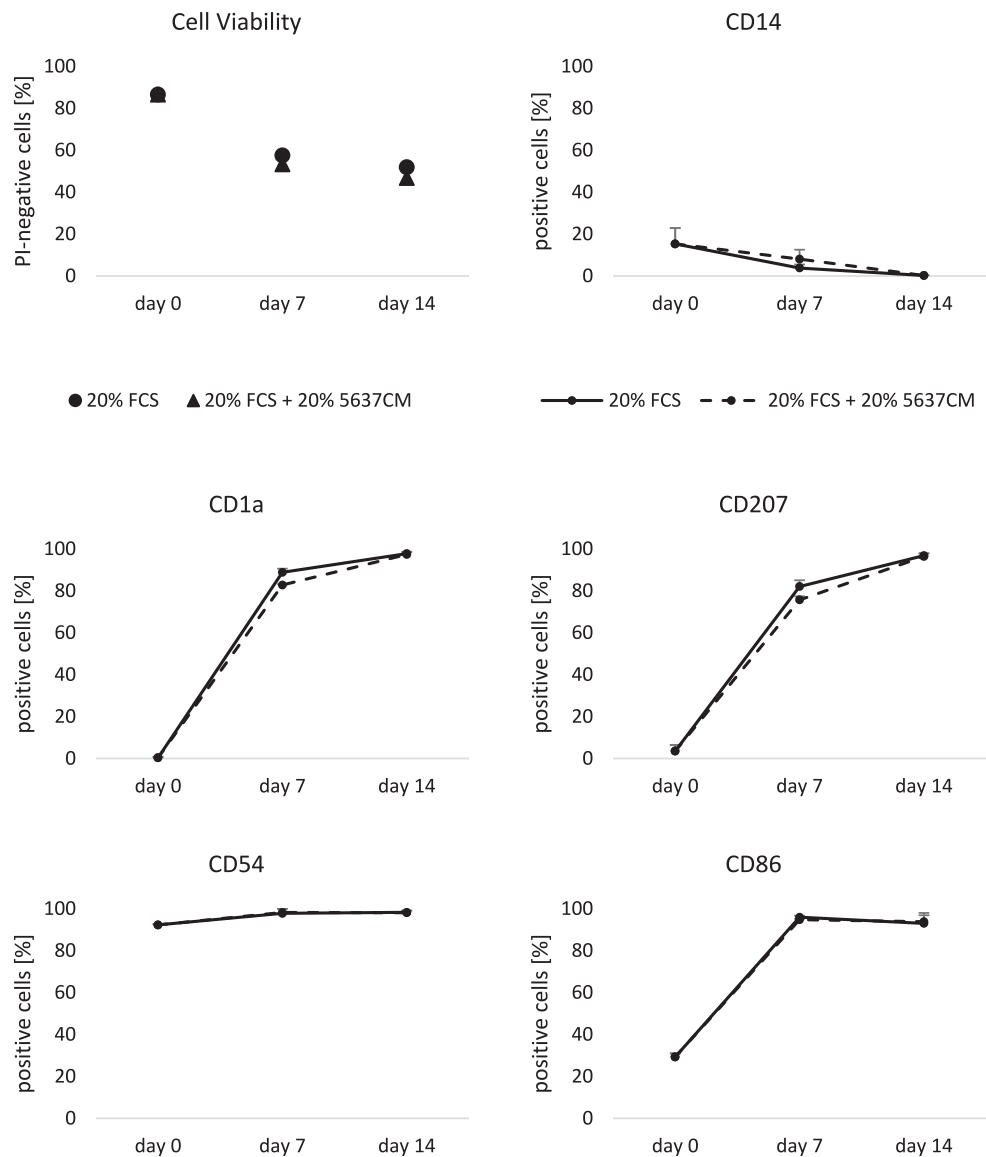 Cell Viability
PI-negative cells [%]
100
80
60
40
20
0
day 0 day 7 day 14
CD14
positive cells [%]
100
80
60
40
20
0
day 0 day 7 day 14
20% FCS 20% FCS + 20% 5637CM
20% FCS 20% FCS + 20% 5637CM
CD1a
positive cells [%]
100
80
60
40
20
0
day 0 day 7 day 14
CD207
positive cells [%]
100
80
60
40
20
0
day 0 day 7 day 14
CD54
positive cells [%]
100
80
60
40
20
0
day 0 day 7 day 14
CD86
positive cells [%]
100
80
60
40
20
0
day 0 day 7 day 14